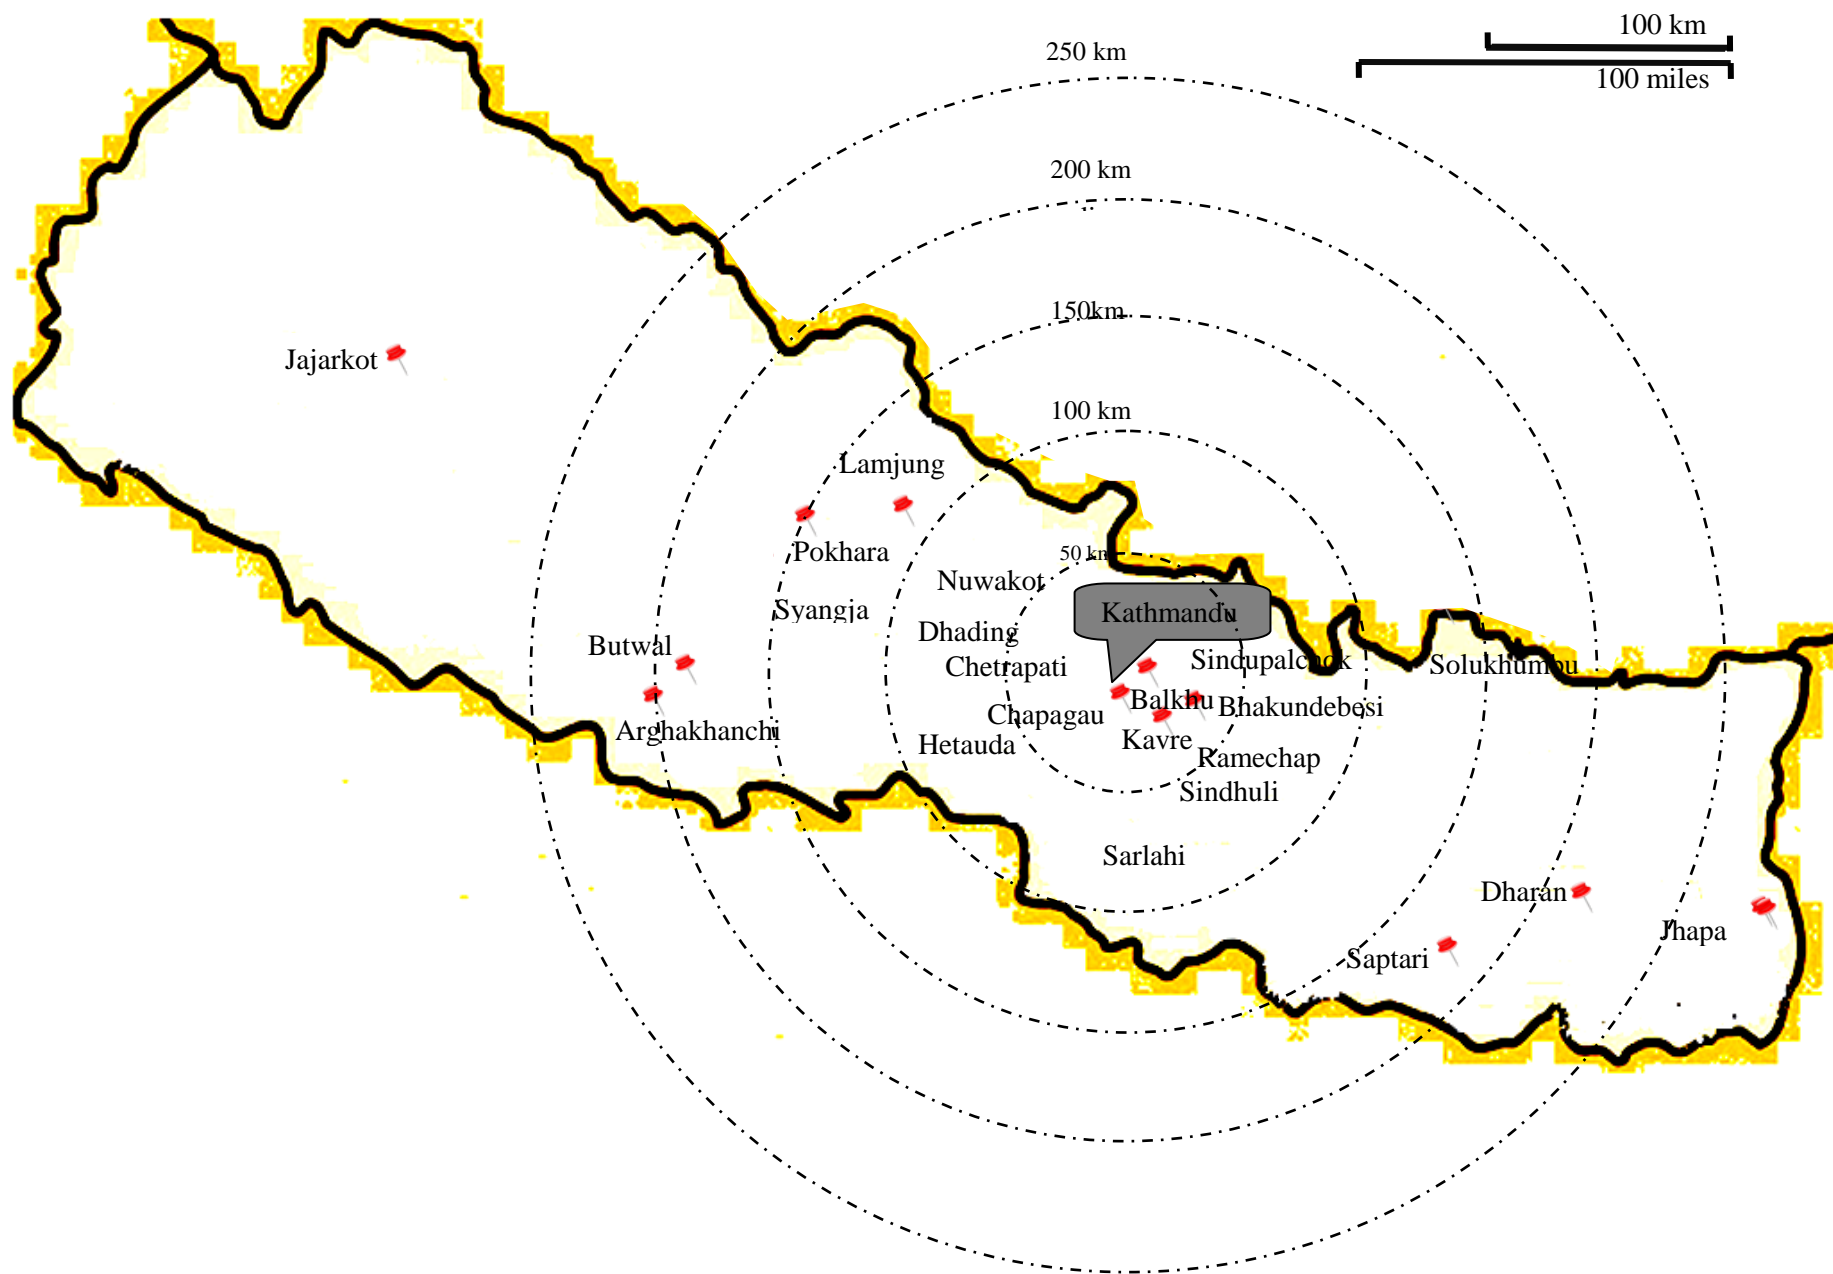 100 km
100 miles
250 km
200 km
150km
100 km
50 km
Jajarkot
Lamjung
Pokhara
Nuwakot
Syangja
Kathmandu
Dhading
Butwal
Chetrapati
Sindupalchok
Solukhumbu
Balkhu
Bhakundebesi
Chapagau
Arghakhanchi
Kavre
Hetauda
Ramechap
Sindhuli
Sarlahi
Dharan
Jhapa
Saptari